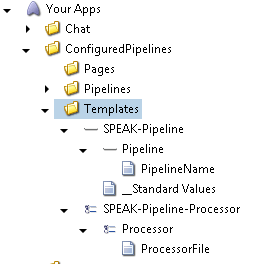 Your Apps
Chat
ConfiguredPipelines
Pages
Pipelines
Templates
SPEAK-Pipeline
Pipeline
PipelineName
__Standard Values
SPEAK-Pipeline-Processor
Processor
ProcessorFile